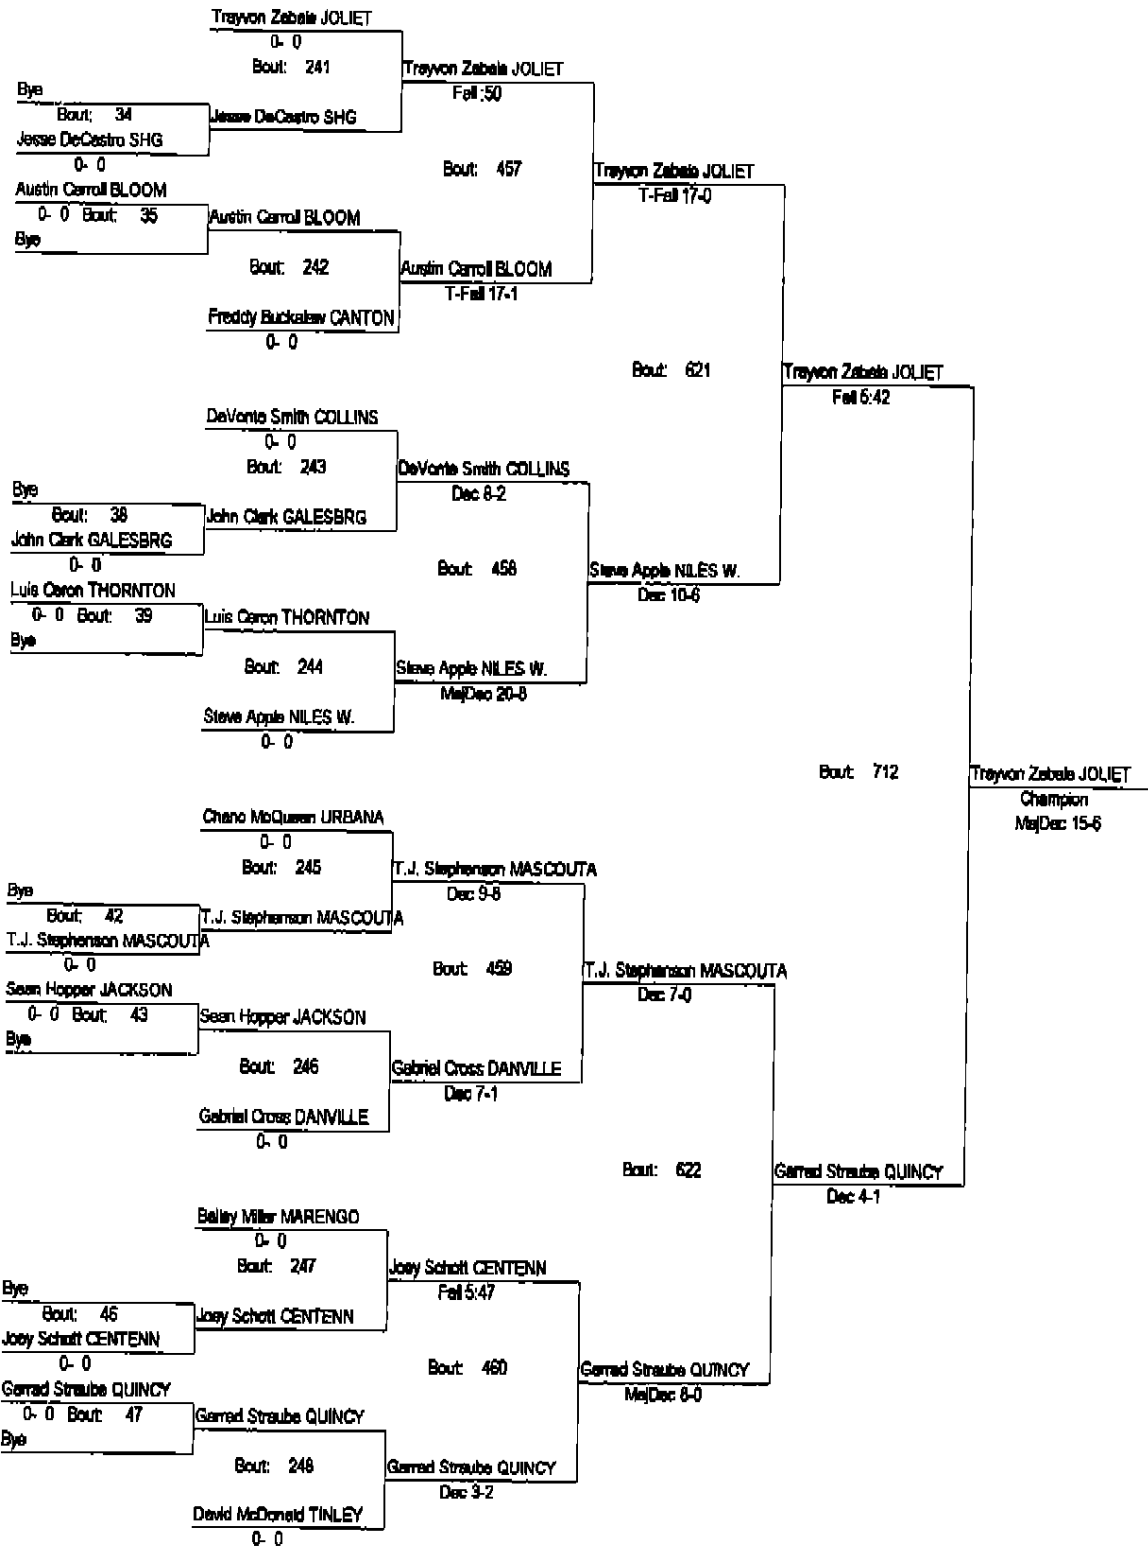 Trayvon Zabala JOLIET
0- 0
Bout: 241
Trayvon Zabala JOLIET
Fall :50
Bye
Bout: 34
Jesse DeCastro SHG
Jesse DeCastro SHG
0- 0
Bout: 457
Trayvon Zabala JOLIET
T-Fall 17-0
Austin Carroll BLOOM
0- 0 Bout: 35
Austin Carroll BLOOM
Bye
Bout: 242
Austin Carroll BLOOM
T-Fall 17-1
Freddy Buckalew CANTON
0- 0
Bout: 621
Trayvon Zabala JOLIET
Fall 5:42
DeVonte Smith COLLINS
0- 0
Bout: 243
DeVonte Smith COLLINS
Dec 8-2
Bye
Bout: 38
John Clark GALESBRG
John Clark GALESBRG
0- 0
Bout: 458
Steve Apple NILES W.
Dec 10-6
Luis Ceron THORNTON
0- 0 Bout: 39
Luis Ceron THORNTON
Bye
Bout: 244
Steve Apple NILES W.
MajDec 20-8
Steve Apple NILES W.
0- 0
Bout: 712
Trayvon Zabala JOLIET
Champion
MajDec 15-6
Chano McQueen URBANA
0- 0
Bout: 245
T.J. Stephenson MASCOUTA
Dec 9-8
Bye
Bout: 42
T.J. Stephenson MASCOUTA
T.J. Stephenson MASCOUTA
0- 0
Bout: 459
T.J. Stephenson MASCOUTA
Dec 7-0
Sean Hopper JACKSON
0- 0 Bout: 43
Sean Hopper JACKSON
Bye
Bout: 246
Gabriel Cross DANVILLE
Dec 7-1
Gabriel Cross DANVILLE
0- 0
Bout: 622
Garrad Straube QUINCY
Dec 4-1
Bailey Miller MARENGO
0- 0
Bout: 247
Joey Schott CENTENN
Fall 5:47
Bye
Bout: 46
Joey Schott CENTENN
Joey Schott CENTENN
0- 0
Bout: 460
Garrad Straube QUINCY
MajDec 8-0
Garrad Straube QUINCY
0- 0 Bout: 47
Garrad Straube QUINCY
Bye
Bout: 248
Garrad Straube QUINCY
Dec 3-2
David McDonald TINLEY
0- 0